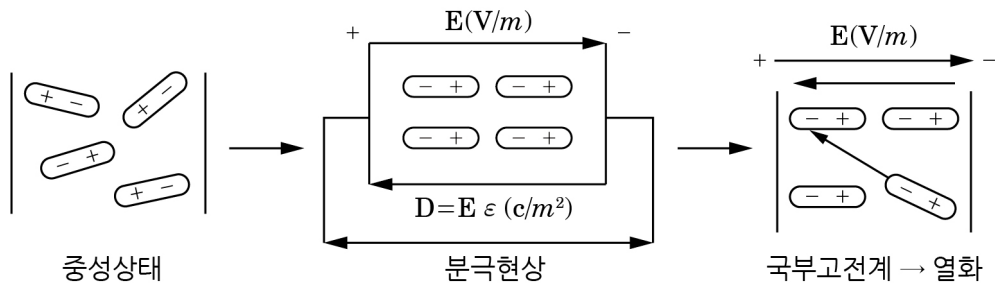 E(V/m)
+ −
+ −
+ −
− +
+ −
중성상태
− + − +
− + − +
D=E ε (c/m²)
분극현상
E(V/m)
+ −
− + − +
− + − +
국부고전계 → 열화